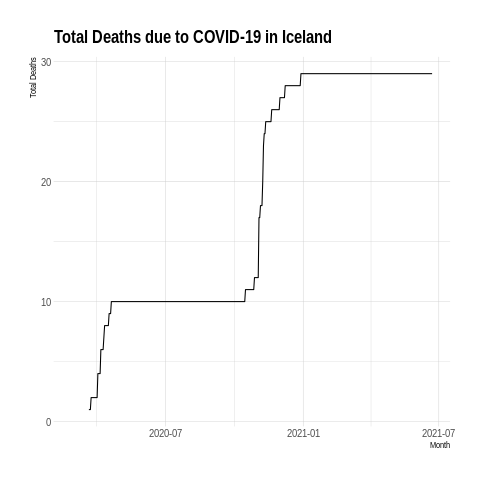 Total Deaths due to COVID-19 in Iceland
Total Deaths
30
20
10
0
2020-07
2021-01
2021-07
Month